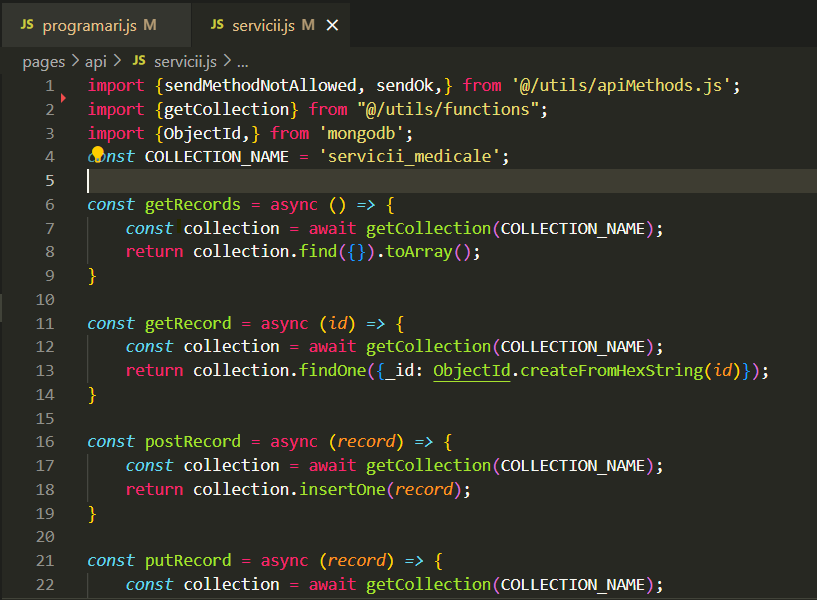 JS programari.js M JS servicii.js M ×
pages > api > JS servicii.js > ...
1 import {sendMethodNotAllowed, sendOk,} from '@/utils/apiMethods.js';
2 import {getCollection} from "@/utils/functions";
3 import {ObjectId,} from 'mongodb';
4 const COLLECTION_NAME = 'servicii_medicale';
5
6 const getRecords = async () => {
7 const collection = await getCollection(COLLECTION_NAME);
8 return collection.find({}).toArray();
9 }
10
11 const getRecord = async (id) => {
12 const collection = await getCollection(COLLECTION_NAME);
13 return collection.findOne({_id: ObjectId.createFromHexString(id)});
14 }
15
16 const postRecord = async (record) => {
17 const collection = await getCollection(COLLECTION_NAME);
18 return collection.insertOne(record);
19 }
20
21 const putRecord = async (record) => {
22 const collection = await getCollection(COLLECTION_NAME);